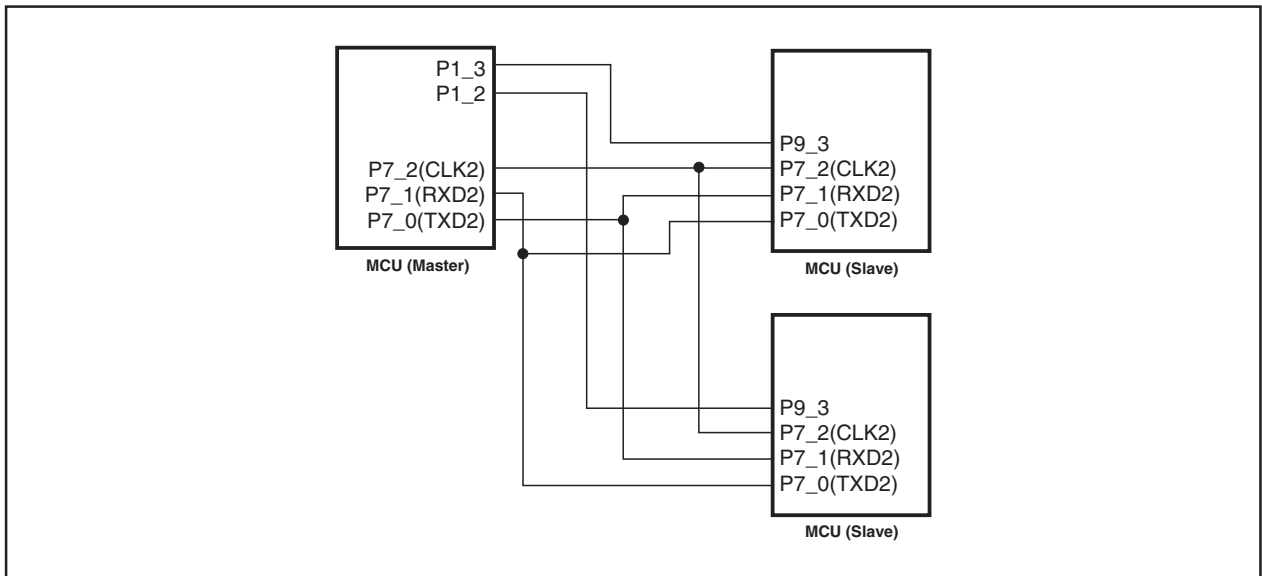 P1_3
P1_2
P7_2(CLK2)
P7_1(RXD2)
P7_0(TXD2)
MCU (Master)
P9_3
P7_2(CLK2)
P7_1(RXD2)
P7_0(TXD2)
MCU (Slave)
P9_3
P7_2(CLK2)
P7_1(RXD2)
P7_0(TXD2)
MCU (Slave)